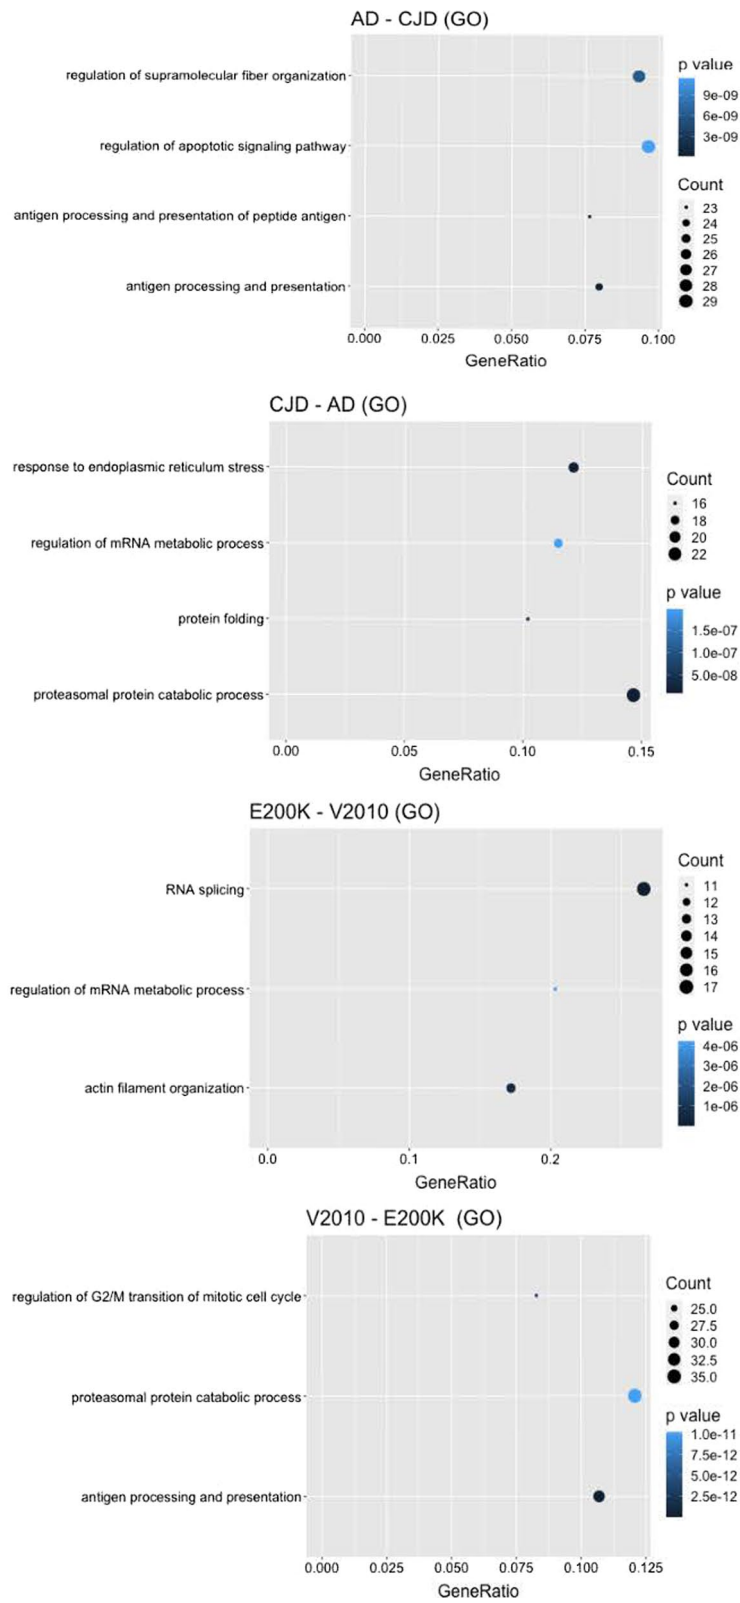 AD - CJD (GO)
regulation of supramolecular fiber organization
regulation of apoptotic signaling pathway
antigen processing and presentation of peptide antigen
antigen processing and presentation
0.000 0.025 0.050 0.075 0.100
GeneRatio
p value
9e-09
6e-09
3e-09
Count
23
24
25
26
27
28
29
CJD - AD (GO)
response to endoplasmic reticulum stress
regulation of mRNA metabolic process
protein folding
proteasomal protein catabolic process
0.00 0.05 0.10 0.15
GeneRatio
Count
16
18
20
22
p value
1.5e-07
1.0e-07
5.0e-08
E200K - V2010 (GO)
RNA splicing
regulation of mRNA metabolic process
actin filament organization
0.0 0.1 0.2
GeneRatio
Count
11
12
13
14
15
16
17
p value
4e-06
3e-06
2e-06
1e-06
V2010 - E200K (GO)
regulation of G2/M transition of mitotic cell cycle
proteasomal protein catabolic process
antigen processing and presentation
0.000 0.025 0.050 0.075 0.100 0.125
GeneRatio
Count
25.0
27.5
30.0
32.5
35.0
p value
1.0e-11
7.5e-12
5.0e-12
2.5e-12